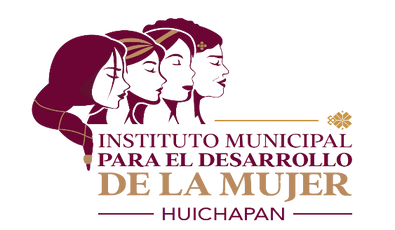 INSTITUTO MUNICIPAL
PARA EL DESARROLLO
DE LA MUJER
HUICHAPAN